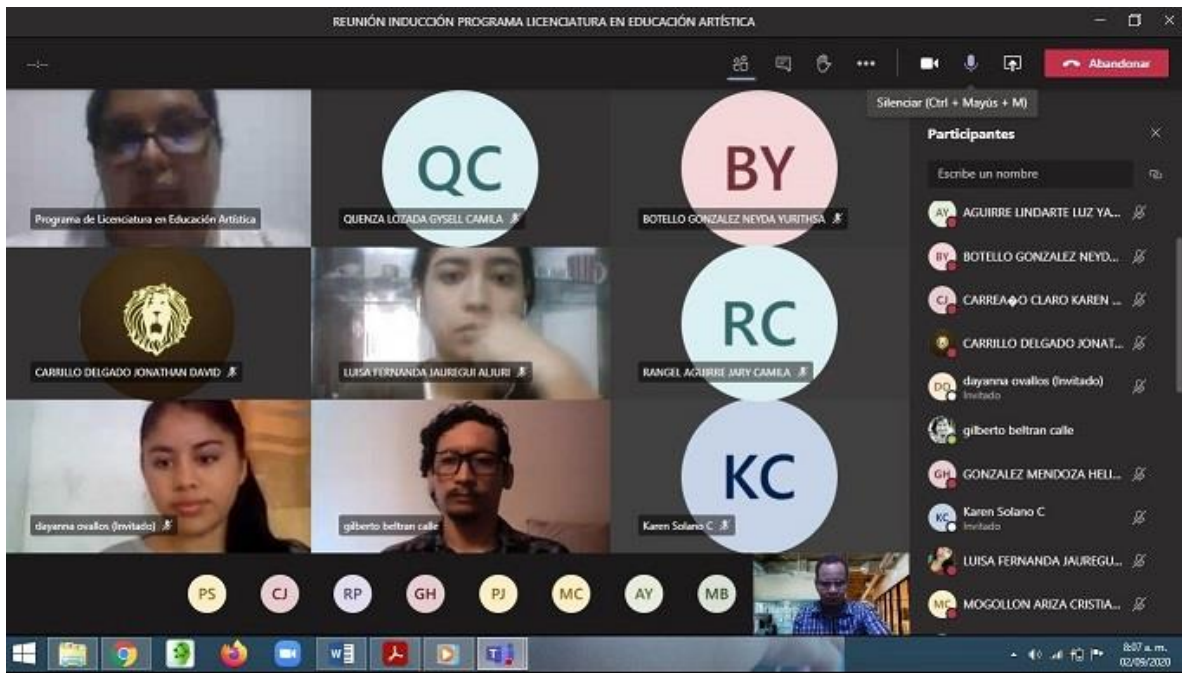 REUNIÓN INDUCCIÓN PROGRAMA LICENCIATURA EN EDUCACIÓN ARTÍSTICA
--:--
Abandonar
Silenciar (Ctrl + Mayús + M)
Programa de Licenciatura en Educación Artística
QC
QUENZA LOZADA GYSELL CAMILA
BY
BOTELLO GONZALEZ NEYDA YURITHSA
CARRILLO DELGADO JONATHAN DAVID
LUISA FERNANDA JAUREGUI ALJURI
RC
RANGEL AGUIRRE JARY CAMILA
dayanna ovallos (Invitado)
gilberto beltran calle
KC
Karen Solano C
PS
CJ
RP
GH
PJ
MC
AY
MB
Participantes
Escribe un nombre
AY AGUIRRE LINDARTE LUZ YA...
BY BOTELLO GONZALEZ NEYD...
CJ CARREA�O CLARO KAREN ...
CARRILLO DELGADO JONAT...
DO dayanna ovallos (Invitado)
Invitado
gilberto beltran calle
GH GONZALEZ MENDOZA HELI...
KC Karen Solano C
Invitado
LUISA FERNANDA JAUREGU...
MC MOGOLLON ARIZA CRISTIA...
8:07 a. m.
02/09/2020